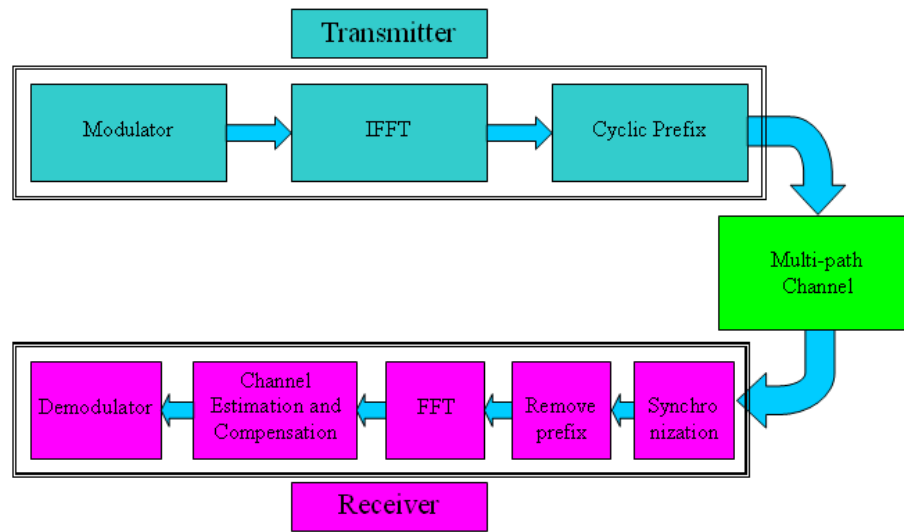 Transmitter
Modulator
IFFT
Cyclic Prefix
Multi-path
Channel
Demodulator
Channel
Estimation and
Compensation
FFT
Remove
prefix
Synchro
nization
Receiver